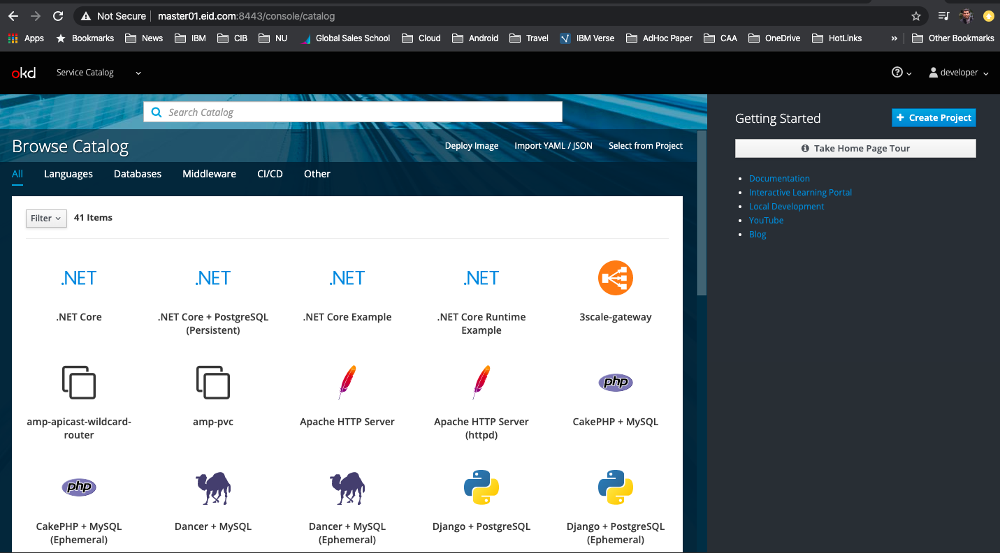 Not Secure master01.eid.com:8443/console/catalog
Apps Bookmarks News IBM CIB NU Global Sales School Cloud Android Travel IBM Verse AdHoc Paper CAA OneDrive HotLinks » Other Bookmarks
okd Service Catalog developer
Search Catalog
Getting Started
+ Create Project
Browse Catalog
Deploy Image Import YAML / JSON Select from Project
Take Home Page Tour
All Languages Databases Middleware CI/CD Other
Documentation
Interactive Learning Portal
Local Development
YouTube
Blog
Filter 41 Items
.NET .NET .NET .NET
.NET Core .NET Core + PostgreSQL .NET Core Example .NET Core Runtime 3scale-gateway
(Persistent) Example
php
amp-apicast-wildcard- amp-pvc Apache HTTP Server Apache HTTP Server CakePHP + MySQL
router (httpd)
php
CakePHP + MySQL Dancer + MySQL Dancer + MySQL Django + PostgreSQL Django + PostgreSQL
(Ephemeral) (Ephemeral) (Ephemeral)